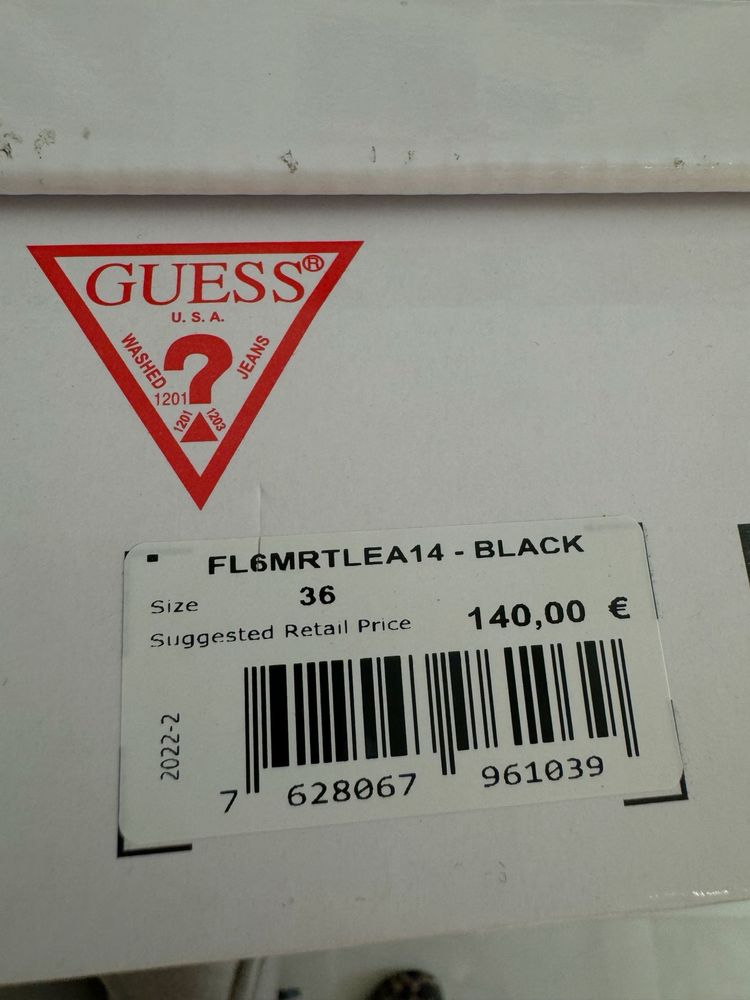 GUESS®
U.S.A.
WASHED ? JEANS
1201
1201 1203
FL6MRTLEA14 - BLACK
Size 36
Suggested Retail Price 140,00 €
2022-2
7 628067 961039